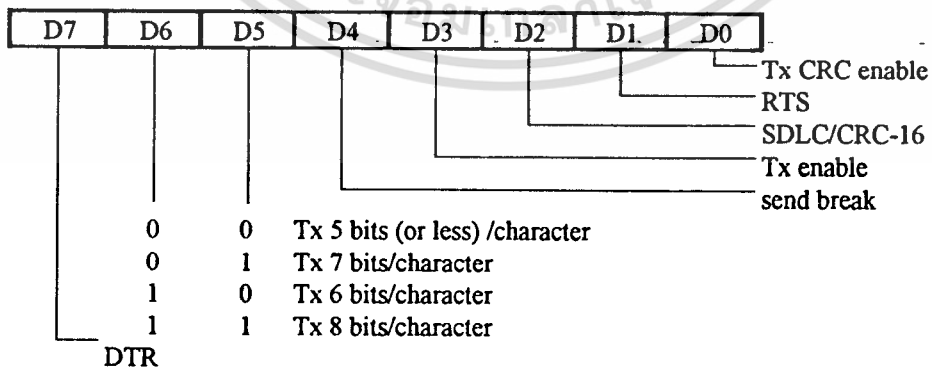 D7 D6 D5 D4 D3 D2 D1 D0
Tx CRC enable
RTS
SDLC/CRC-16
Tx enable
send break
0 0 Tx 5 bits (or less) /character
0 1 Tx 7 bits/character
1 0 Tx 6 bits/character
1 1 Tx 8 bits/character
DTR